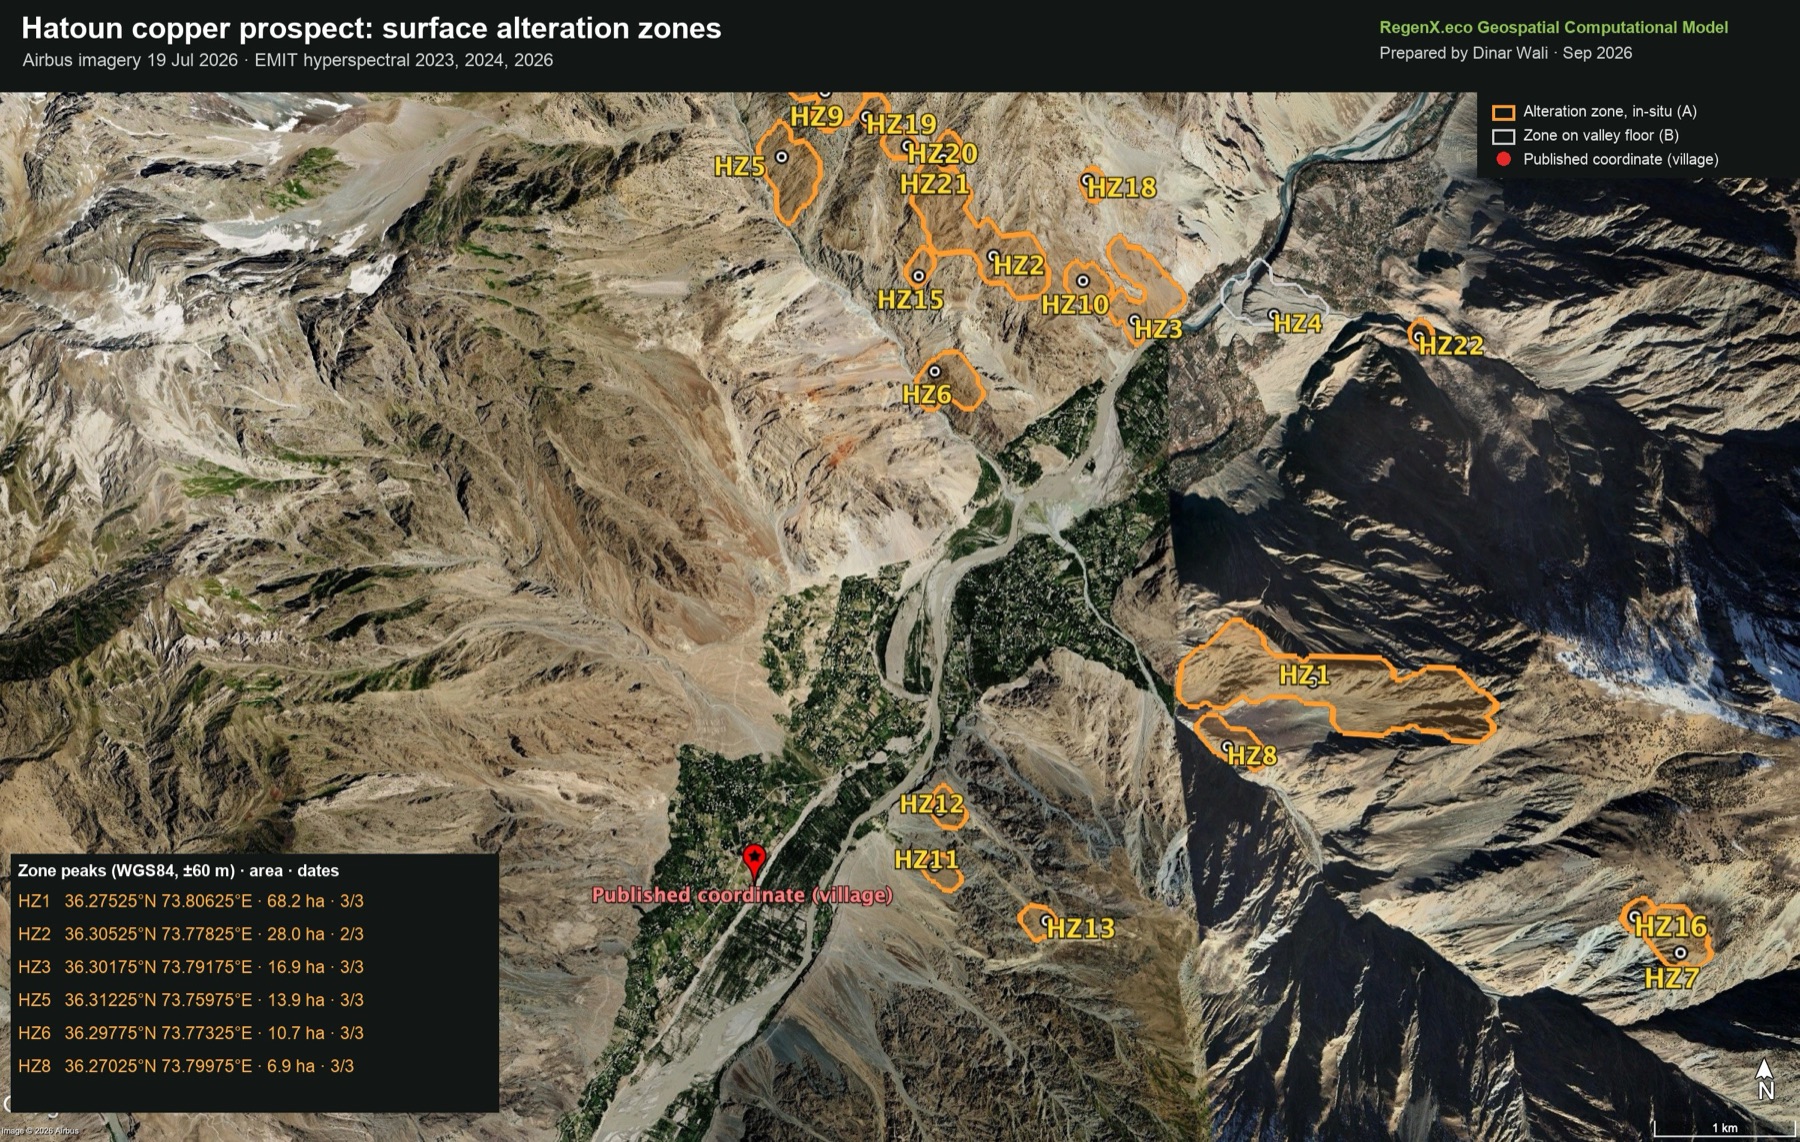 Hatoun copper prospect: surface alteration zones
Airbus imagery 19 Jul 2026 · EMIT hyperspectral 2023, 2024, 2026
RegenX.eco Geospatial Computational Model
Prepared by Dinar Wali · Sep 2026
Alteration zone, in-situ (A)
Zone on valley floor (B)
Published coordinate (village)
HZ9
HZ19
HZ20
HZ5
HZ21
HZ18
HZ2
HZ15
HZ10
HZ3
HZ4
HZ22
HZ6
HZ1
HZ8
HZ12
HZ11
Published coordinate (village)
HZ13
HZ16
HZ7
Zone peaks (WGS84, ±60 m) · area · dates
HZ1 36.27525°N 73.80625°E · 68.2 ha · 3/3
HZ2 36.30525°N 73.77825°E · 28.0 ha · 2/3
HZ3 36.30175°N 73.79175°E · 16.9 ha · 3/3
HZ5 36.31225°N 73.75975°E · 13.9 ha · 3/3
HZ6 36.29775°N 73.77325°E · 10.7 ha · 3/3
HZ8 36.27025°N 73.79975°E · 6.9 ha · 3/3
N
1 km
Image © 2026 Airbus